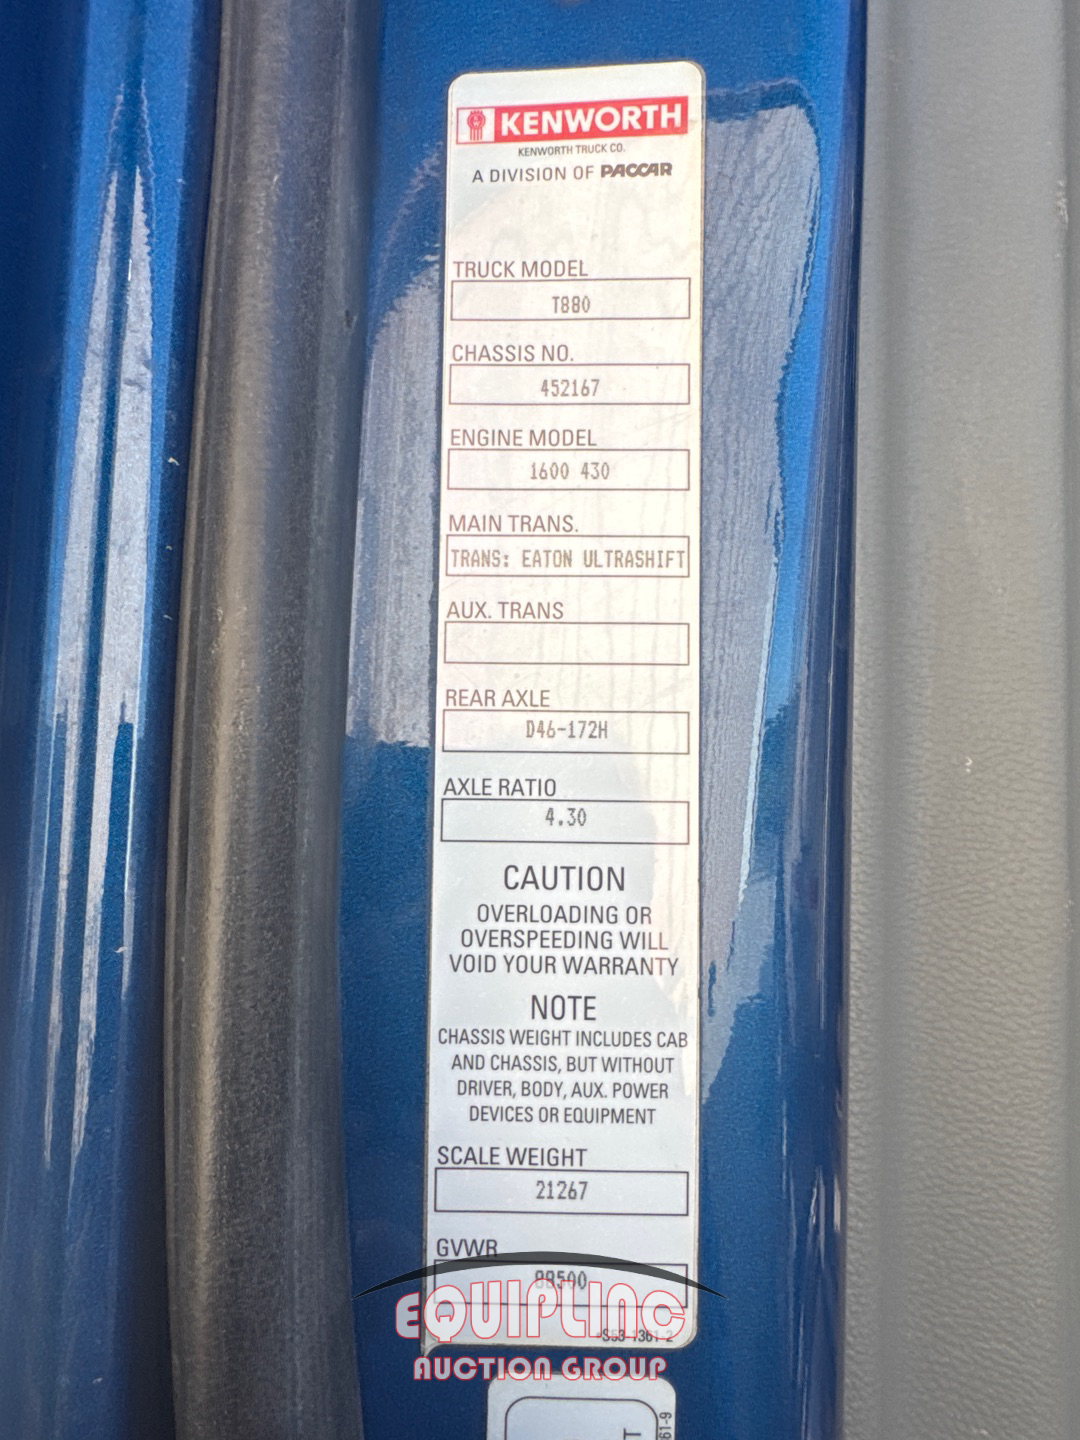 KENWORTH
KENWORTH TRUCK CO.
A DIVISION OF PACCAR
TRUCK MODEL
T880
CHASSIS NO.
452167
ENGINE MODEL
1600 430
MAIN TRANS.
TRANS: EATON ULTRASHIFT
AUX. TRANS
REAR AXLE
D46-172H
AXLE RATIO
4.30
CAUTION
OVERLOADING OR
OVERSPEEDING WILL
VOID YOUR WARRANTY
NOTE
CHASSIS WEIGHT INCLUDES CAB
AND CHASSIS, BUT WITHOUT
DRIVER, BODY, AUX. POWER
DEVICES OR EQUIPMENT
SCALE WEIGHT
21267
GVWR
EQUIPLINC
AUCTION GROUP